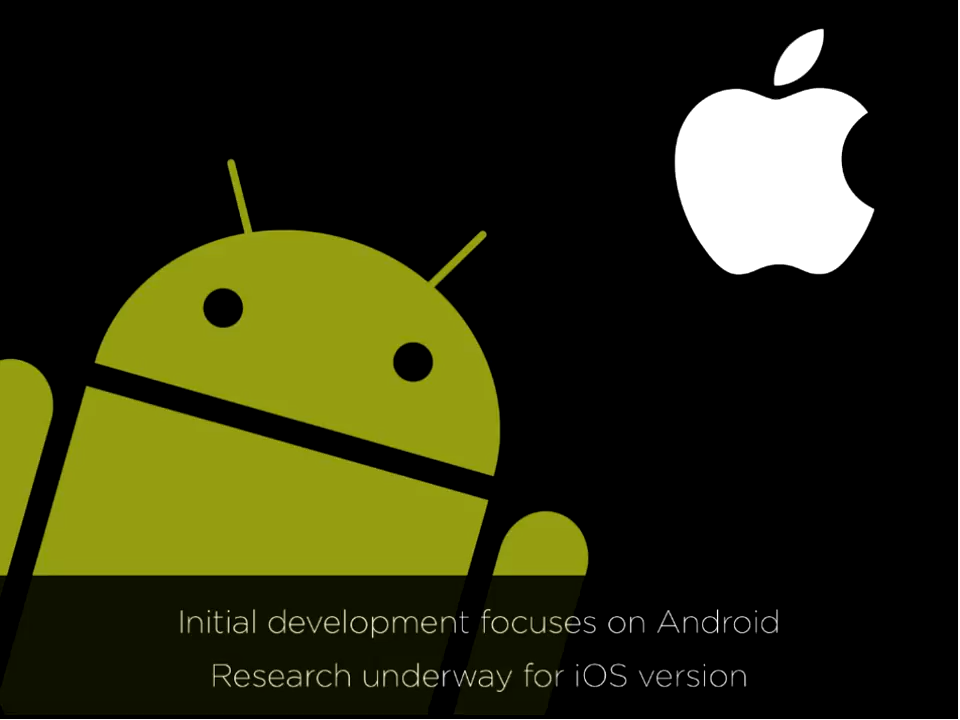 Initial development focuses on Android
Research underway for iOS version